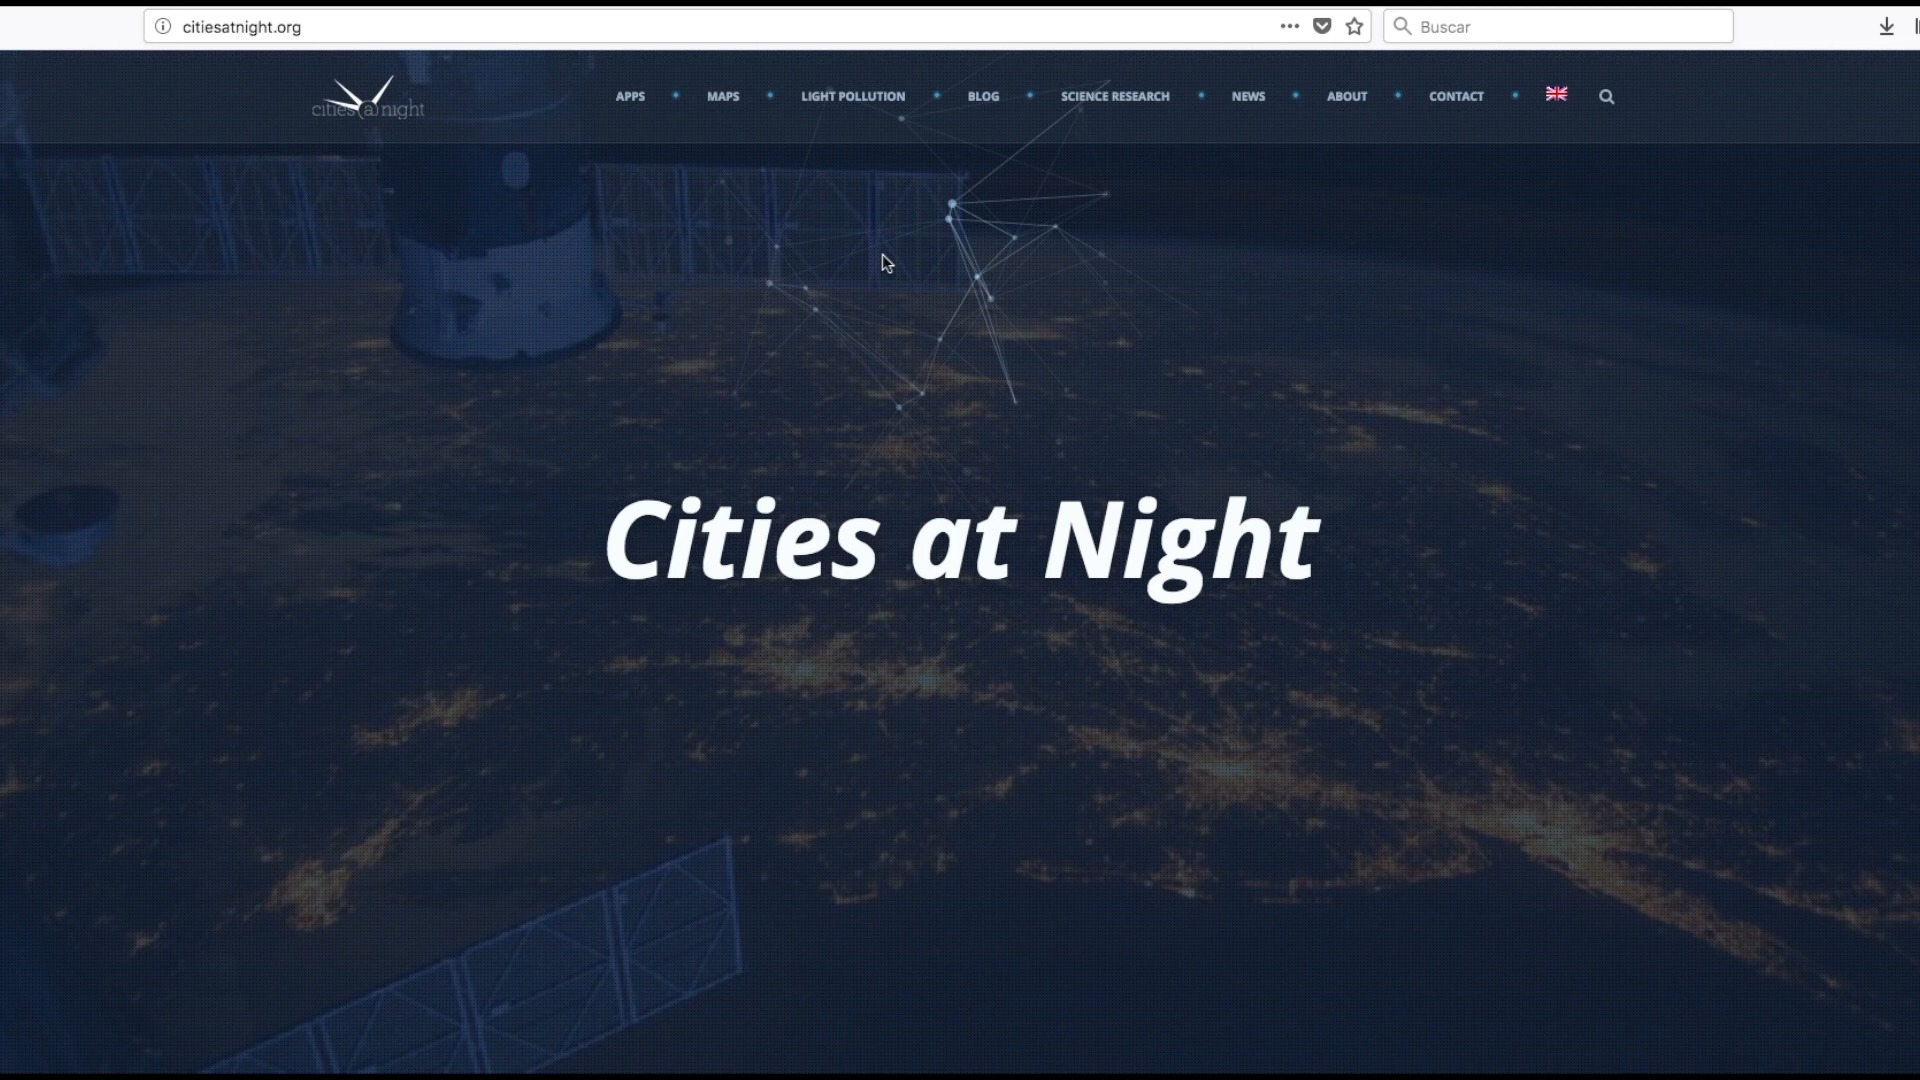 citiesatnight.org
Buscar
cities(a)night
APPS
MAPS
LIGHT POLLUTION
BLOG
SCIENCE RESEARCH
NEWS
ABOUT
CONTACT
Cities at Night